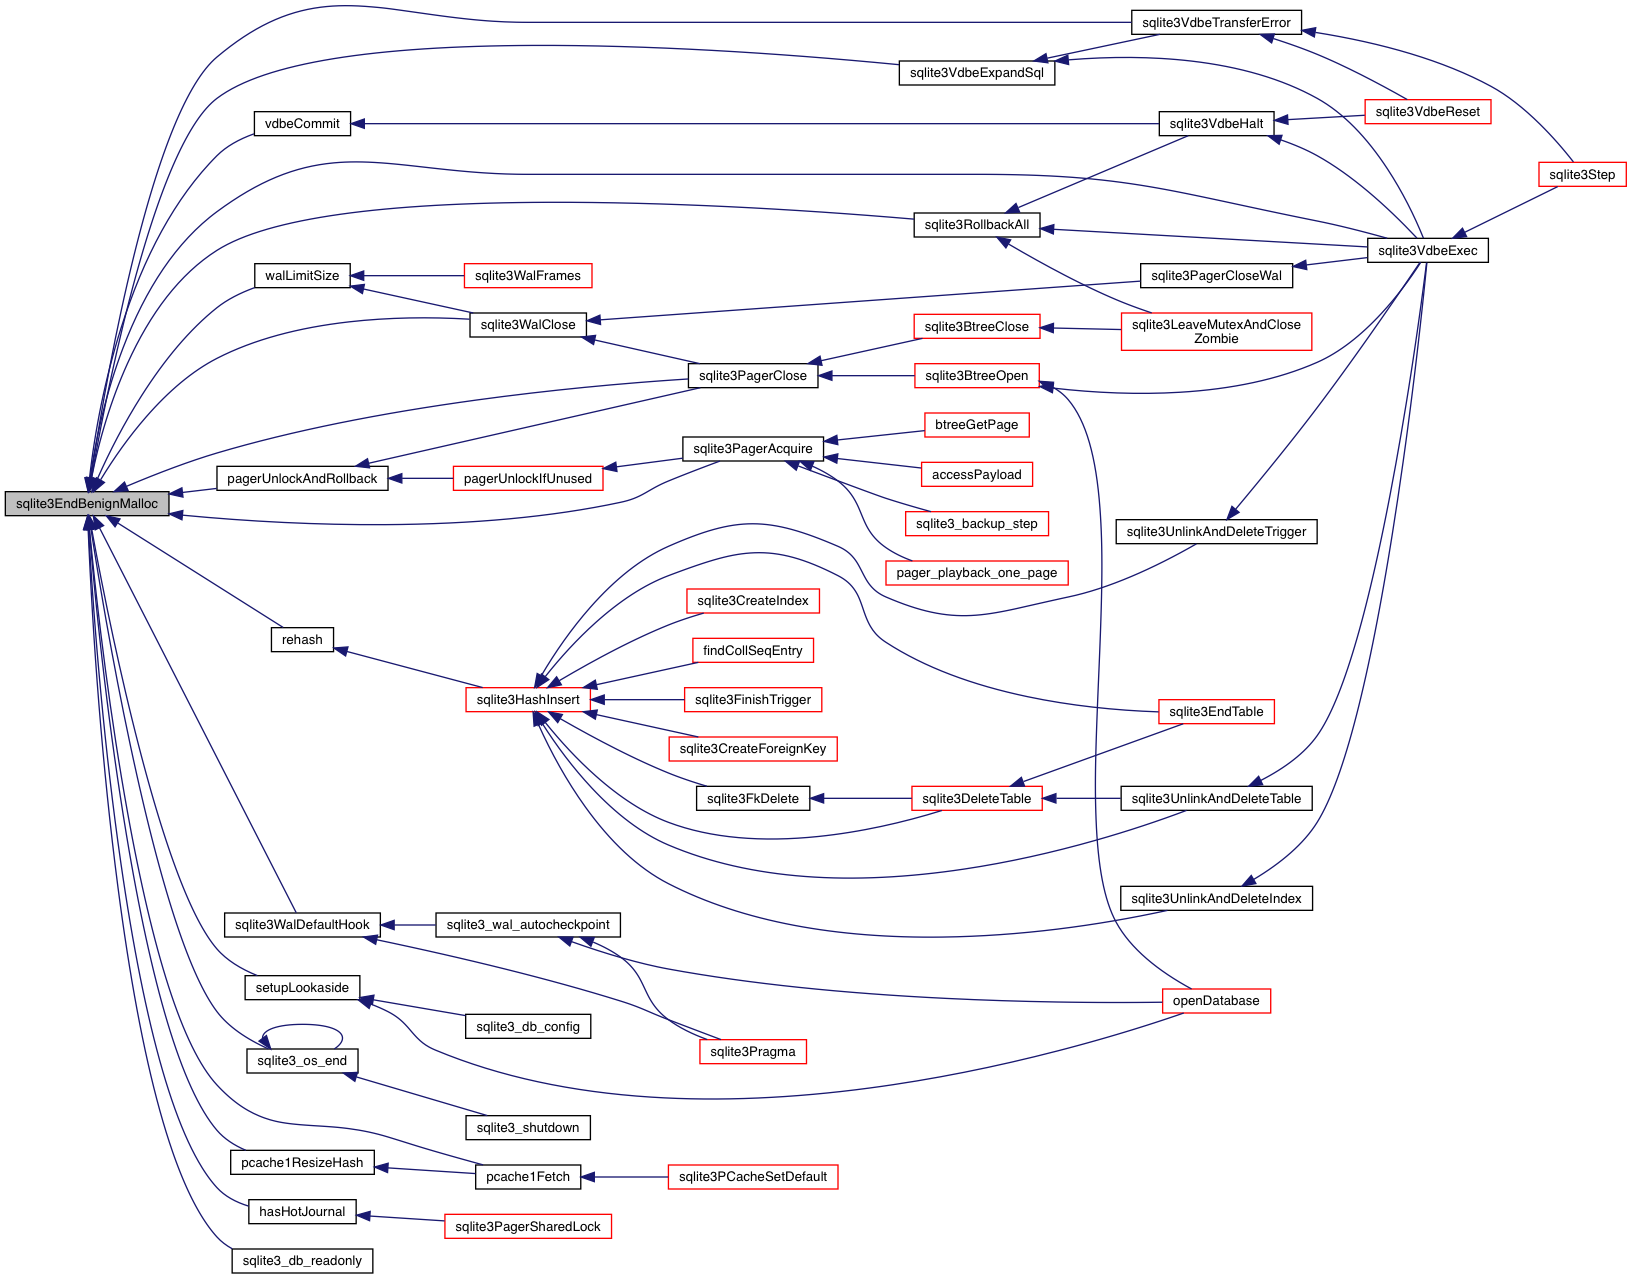 sqlite3VdbeTransferError
sqlite3VdbeExpandSql
sqlite3VdbeReset
vdbeCommit
sqlite3VdbeHalt
sqlite3Step
sqlite3RollbackAll
sqlite3VdbeExec
walLimitSize
sqlite3WalFrames
sqlite3PagerCloseWal
sqlite3WalClose
sqlite3BtreeClose
sqlite3LeaveMutexAndClose
Zombie
sqlite3PagerClose
sqlite3BtreeOpen
btreeGetPage
sqlite3PagerAcquire
accessPayload
pagerUnlockAndRollback
pagerUnlockIfUnused
sqlite3EndBenignMalloc
sqlite3_backup_step
sqlite3UnlinkAndDeleteTrigger
pager_playback_one_page
sqlite3CreateIndex
rehash
findCollSeqEntry
sqlite3HashInsert
sqlite3FinishTrigger
sqlite3EndTable
sqlite3CreateForeignKey
sqlite3FkDelete
sqlite3DeleteTable
sqlite3UnlinkAndDeleteTable
sqlite3UnlinkAndDeleteIndex
sqlite3WalDefaultHook
sqlite3_wal_autocheckpoint
setupLookaside
openDatabase
sqlite3_db_config
sqlite3Pragma
sqlite3_os_end
sqlite3_shutdown
pcache1ResizeHash
pcache1Fetch
sqlite3PCacheSetDefault
hasHotJournal
sqlite3PagerSharedLock
sqlite3_db_readonly